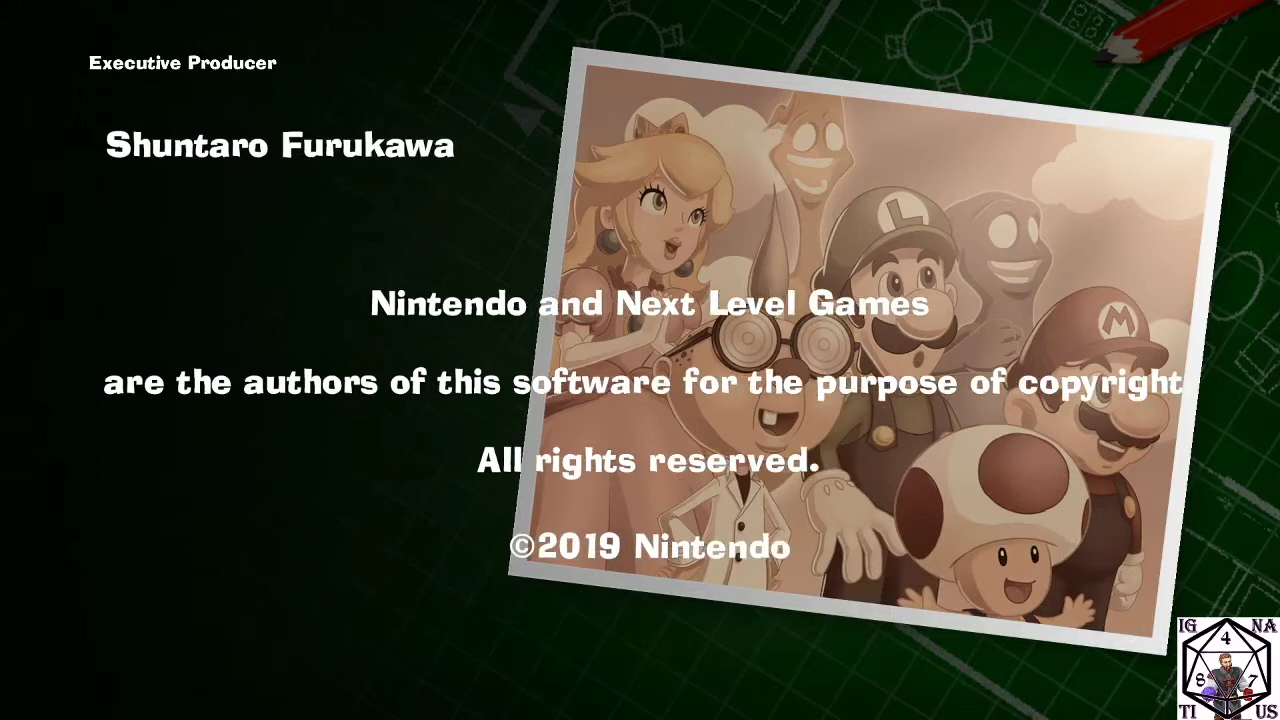 Executive Producer
Shuntaro Furukawa
L
M
Nintendo and Next Level Games
are the authors of this software for the purpose of copyright
All rights reserved.
©2019 Nintendo
IG NA
4
8 7
TI US